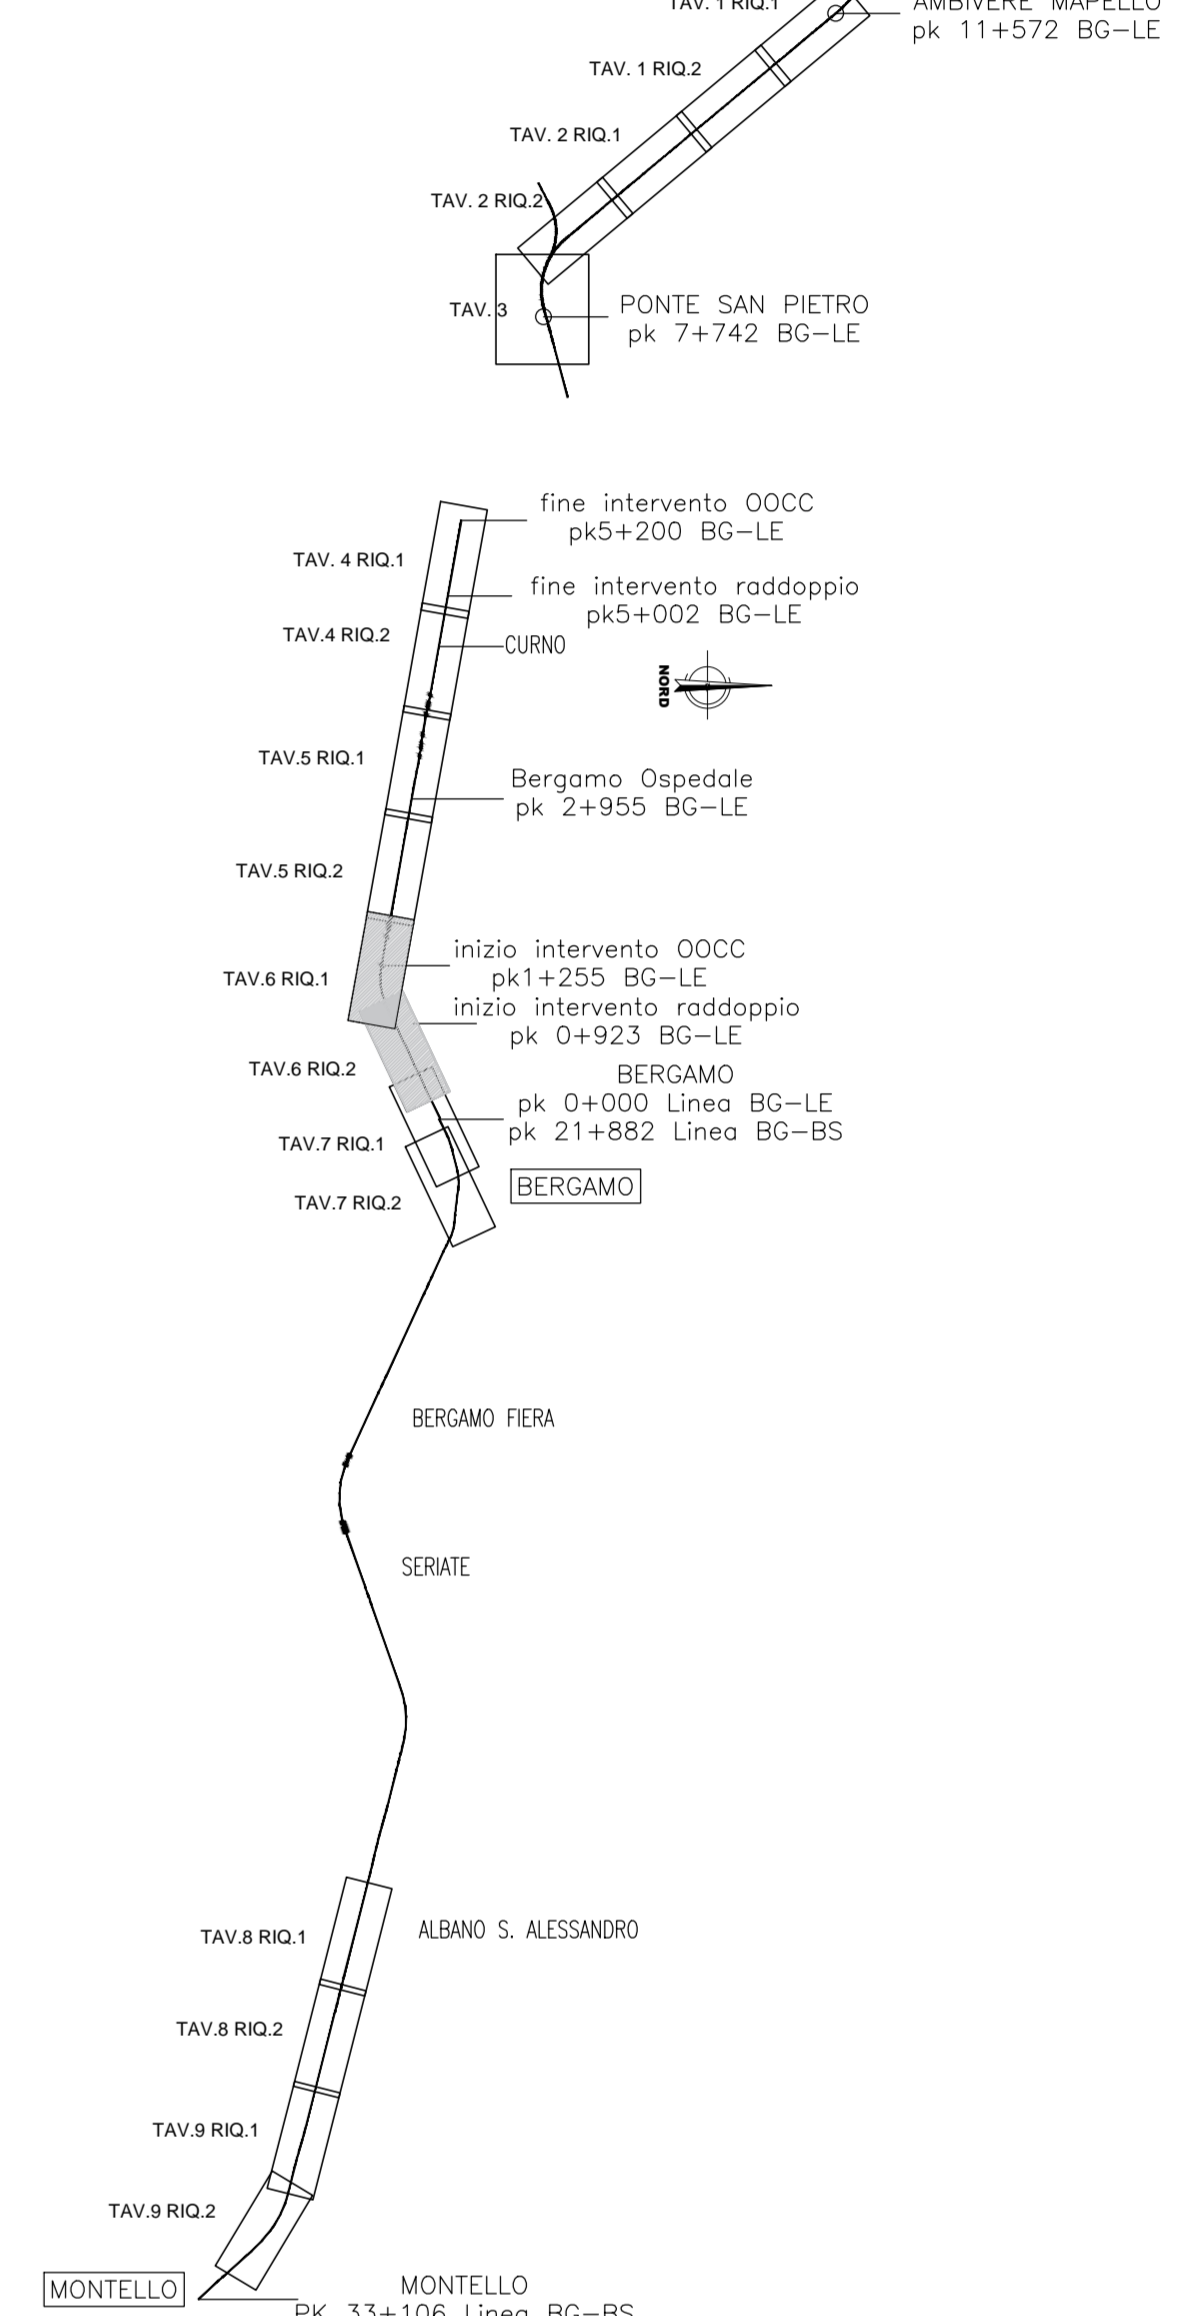 TAV. 1 RIQ.1
AMBIVERE MAPELLO
pk 11+572 BG-LE
TAV. 1 RIQ.2
TAV. 2 RIQ.1
TAV. 2 RIQ.2
TAV. 3
PONTE SAN PIETRO
pk 7+742 BG-LE
fine intervento OOCC
pk5+200 BG-LE
TAV. 4 RIQ.1
fine intervento raddoppio
pk5+002 BG-LE
TAV.4 RIQ.2
CURNO
NORD
TAV.5 RIQ.1
Bergamo Ospedale
pk 2+955 BG-LE
TAV.5 RIQ.2
inizio intervento OOCC
pk1+255 BG-LE
TAV.6 RIQ.1
inizio intervento raddoppio
pk 0+923 BG-LE
TAV.6 RIQ.2
BERGAMO
pk 0+000 Linea BG-LE
pk 21+882 Linea BG-BS
TAV.7 RIQ.1
BERGAMO
TAV.7 RIQ.2
BERGAMO FIERA
SERIATE
TAV.8 RIQ.1
ALBANO S. ALESSANDRO
TAV.8 RIQ.2
TAV.9 RIQ.1
TAV.9 RIQ.2
MONTELLO
MONTELLO
PK 33+106 Linea BG-BS